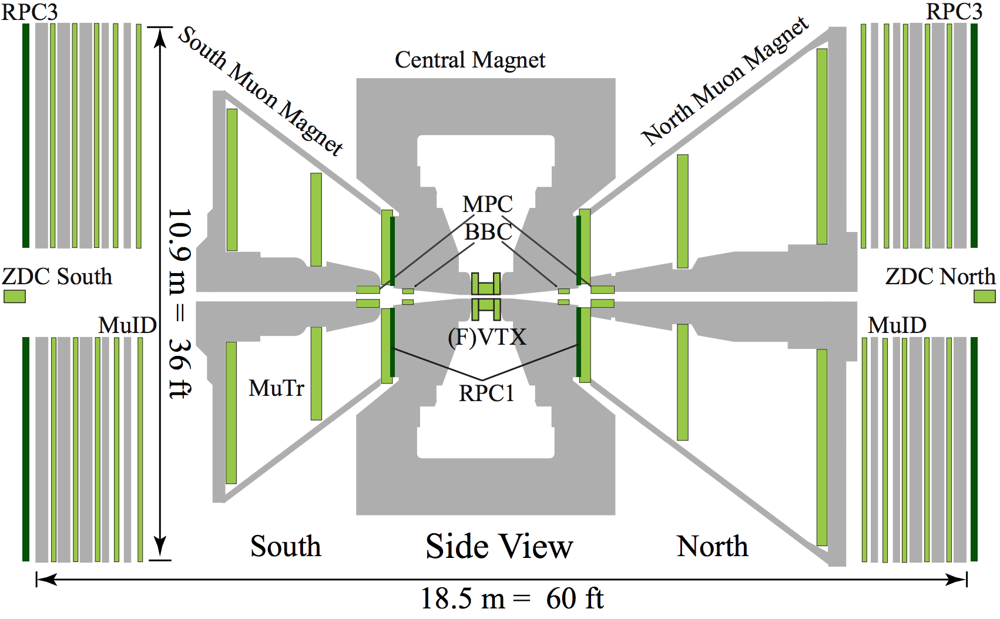 RPC3
RPC3
South Muon Magnet
Central Magnet
North Muon Magnet
MPC
BBC
10.9 m = 36 ft
ZDC South
ZDC North
MuID
MuID
(F)VTX
MuTr
RPC1
South
Side View
North
18.5 m = 60 ft